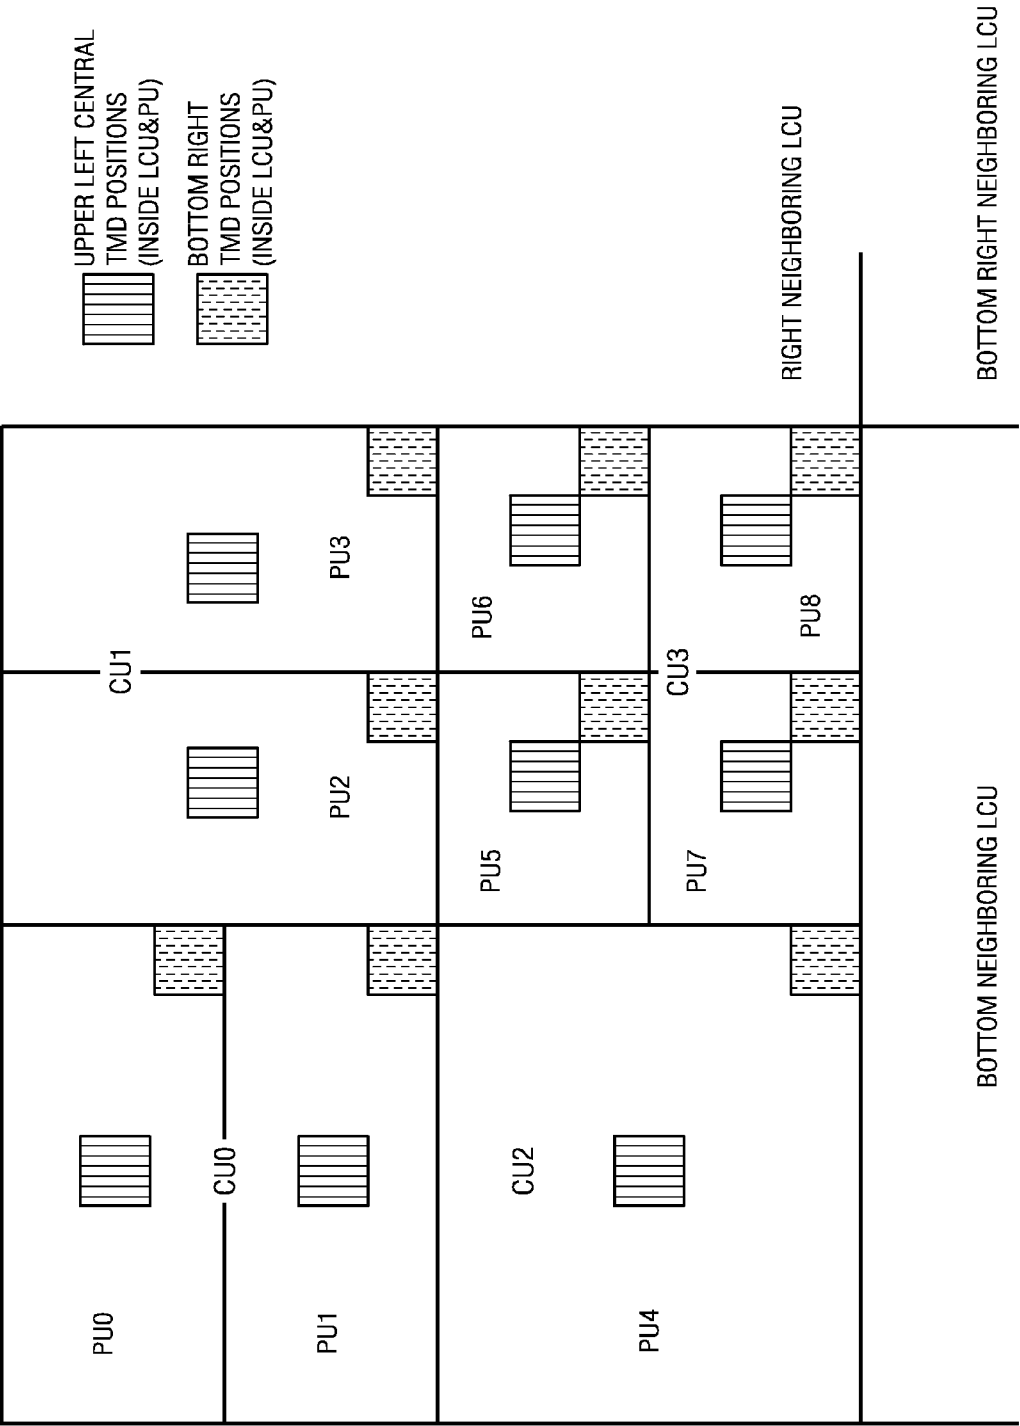 UPPER LEFT CENTRAL
TMD POSITIONS
(INSIDE LCU&PU)
BOTTOM RIGHT
TMD POSITIONS
(INSIDE LCU&PU)
PU0
CU1
CU0
PU1
PU2
PU3
PU5
PU6
CU2
PU4
CU3
PU7
PU8
RIGHT NEIGHBORING LCU
BOTTOM NEIGHBORING LCU
BOTTOM RIGHT NEIGHBORING LCU